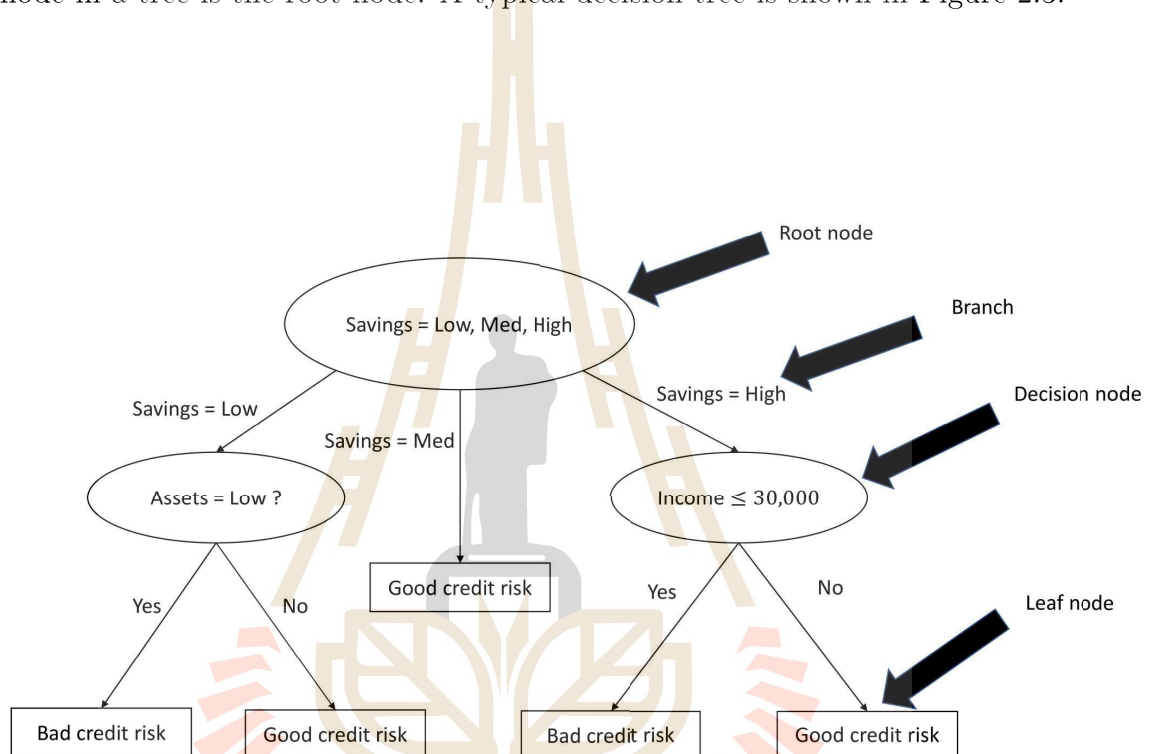 node in a tree is the root node. A typical decision tree is shown in Figure 2.3.
Root node
Branch
Savings = Low, Med, High
Savings = High
Decision node
Savings = Low
Savings = Med
Assets = Low ?
Income ≤ 30,000
Good credit risk
Yes
No
Yes
No
Leaf node
Bad credit risk
Good credit risk
Bad credit risk
Good credit risk